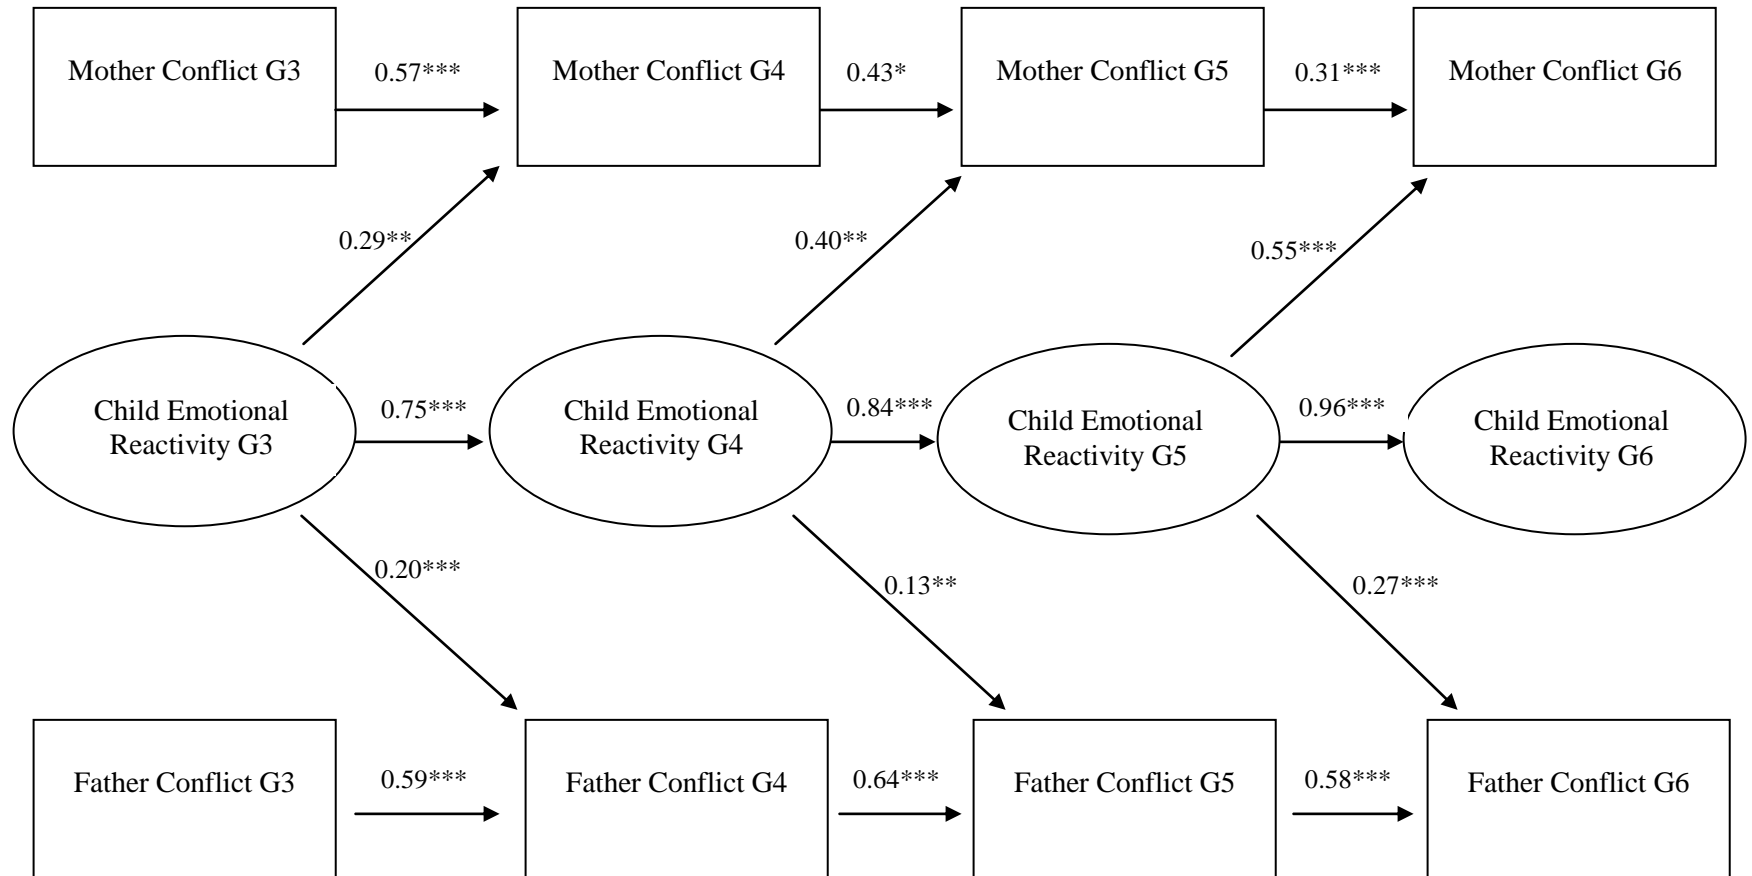 Mother Conflict G3
0.57***
Mother Conflict G4
0.43*
Mother Conflict G5
0.31***
Mother Conflict G6
0.29**
0.40**
0.55***
Child Emotional
Reactivity G3
0.75***
Child Emotional
Reactivity G4
0.84***
Child Emotional
Reactivity G5
0.96***
Child Emotional
Reactivity G6
0.20***
0.13**
0.27***
Father Conflict G3
0.59***
Father Conflict G4
0.64***
Father Conflict G5
0.58***
Father Conflict G6